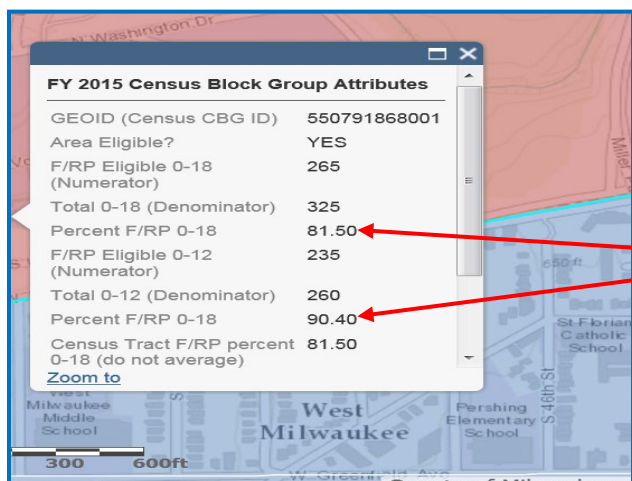 N Washington Dr
FY 2015 Census Block Group Attributes
GEOID (Census CBG ID) 550791868001
Area Eligible? YES
F/RP Eligible 0-18 265
(Numerator)
Total 0-18 (Denominator) 325
Percent F/RP 0-18 81.50
F/RP Eligible 0-12 235
(Numerator)
Total 0-12 (Denominator) 260
Percent F/RP 0-18 90.40
Census Tract F/RP percent 81.50
0-18 (do not average)
Zoom to
Miller
650 ft
St Florian
Catholic
School
West
Milwaukee
Middle
School
West
Milwaukee
Pershing
Elementary
School
S 46th St
300 600ft
W Greenfield Ave